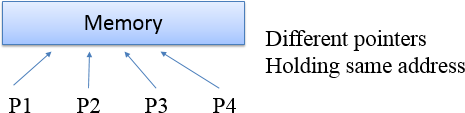 Memory
Different pointers
Holding same address
P1 P2 P3 P4